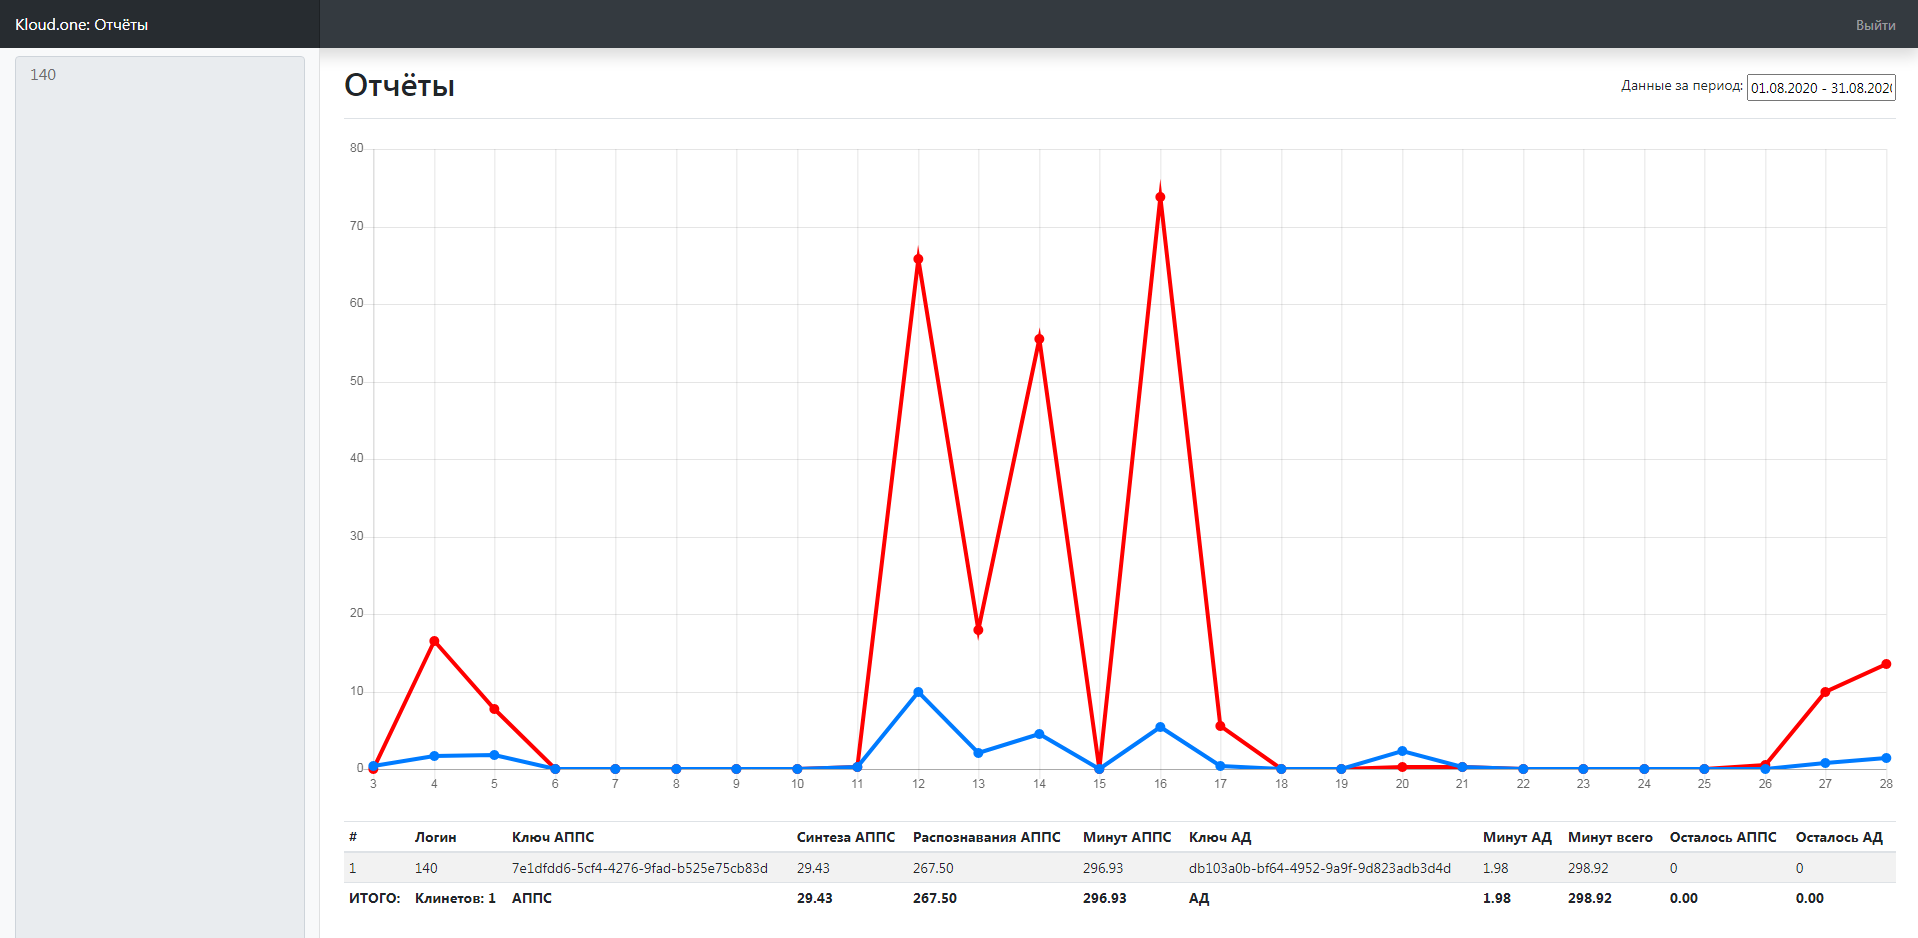 Kloud.one: Отчёты
Выйти
140
Отчёты
Данные за период: 01.08.2020 - 31.08.202
80
70
60
50
40
30
20
10
0
3 4 5 6 7 8 9 10 11 12 13 14 15 16 17 18 19 20 21 22 23 24 25 26 27 28
# Логин Ключ АППС Синтеза АППС Распознавания АППС Минут АППС Ключ АД Минут АД Минут всего Осталось АППС Осталось АД
1 140 7e1dfdd6-5cf4-4276-9fad-b525e75cb83d 29.43 267.50 296.93 db103a0b-bf64-4952-9a9f-9d823adb3d4d 1.98 298.92 0 0
ИТОГО: Клинетов: 1 АППС 29.43 267.50 296.93 АД 1.98 298.92 0.00 0.00